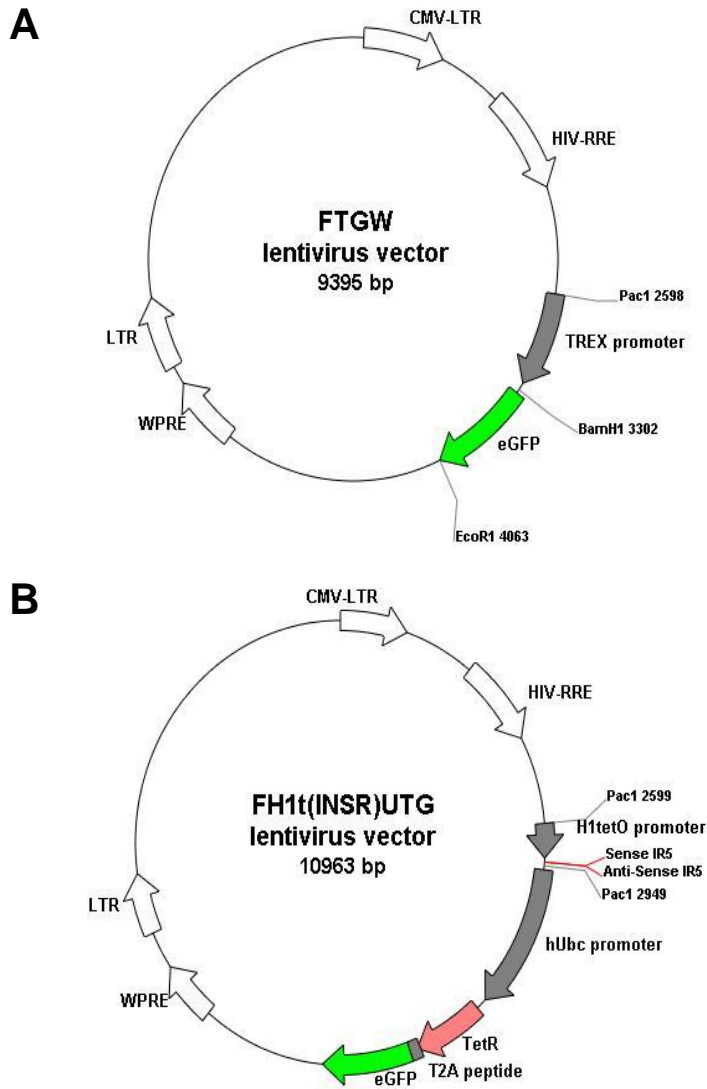 A
CMV-LTR
HIV-RRE
FTGW
lentivirus vector
9395 bp
Pac1 2598
TREX promoter
LTR
WPRE
BamH1 3302
eGFP
EcoR1 4063
B
CMV-LTR
HIV-RRE
FH1t(INSR)UTG
lentivirus vector
10963 bp
Pac1 2599
H1tetO promoter
Sense IR5
Anti-Sense IR5
Pac1 2949
LTR
hUbc promoter
WPRE
TetR
T2A peptide
eGFP